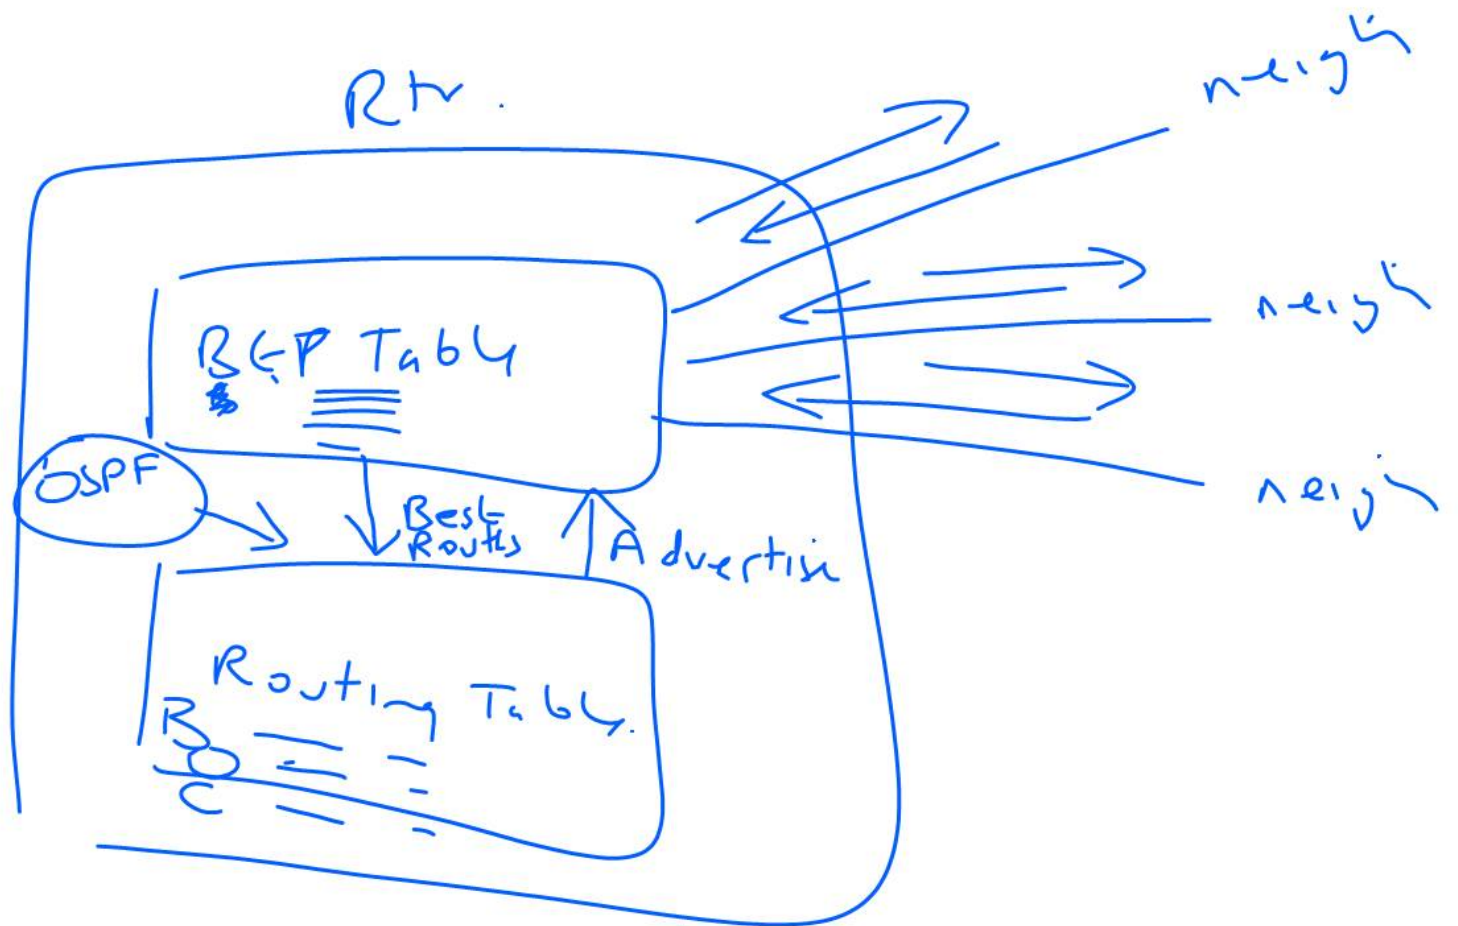 Rtr.
neigh
neigh
neigh
BGP Table
OSPF
Best
Routes
Advertise
Routing Table.
B
O
C